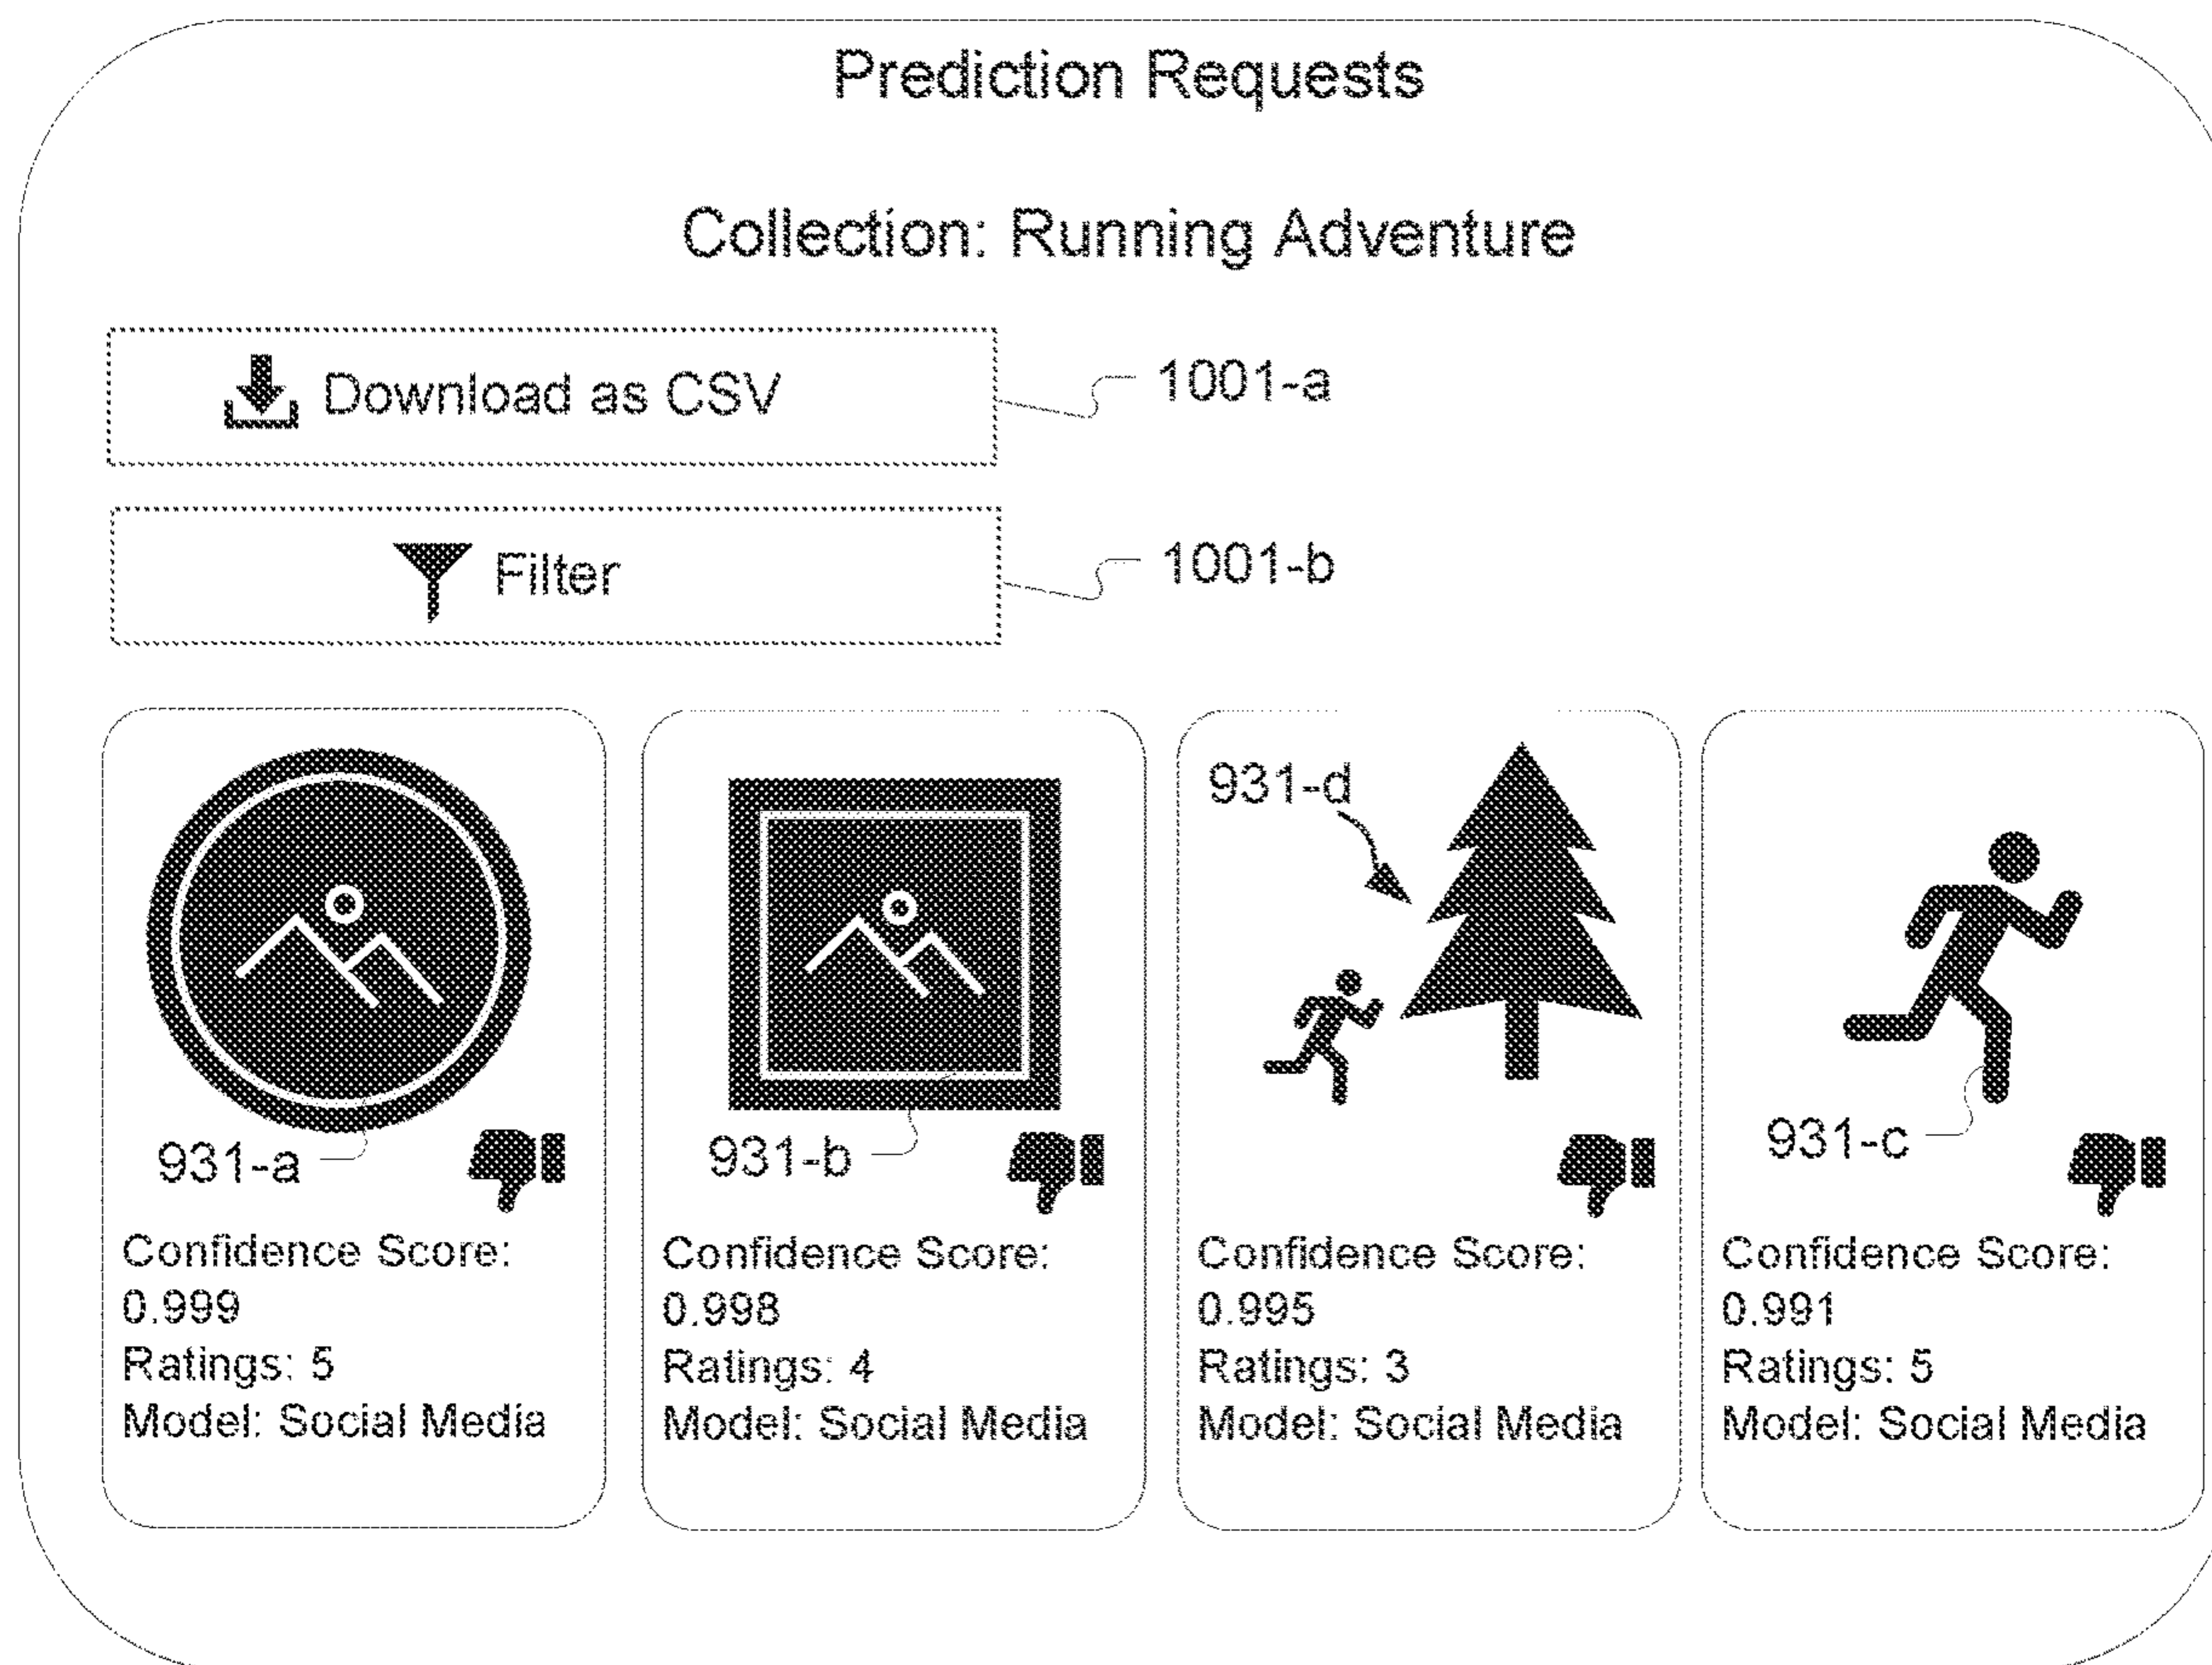 Prediction Requests
Collection: Running Adventure
Download as CSV
1001-a
Filter
1001-b
931-a
Confidence Score:
0.999
Ratings: 5
Model: Social Media
931-b
Confidence Score:
0.998
Ratings: 4
Model: Social Media
931-d
Confidence Score:
0.995
Ratings: 3
Model: Social Media
931-c
Confidence Score:
0.991
Ratings: 5
Model: Social Media